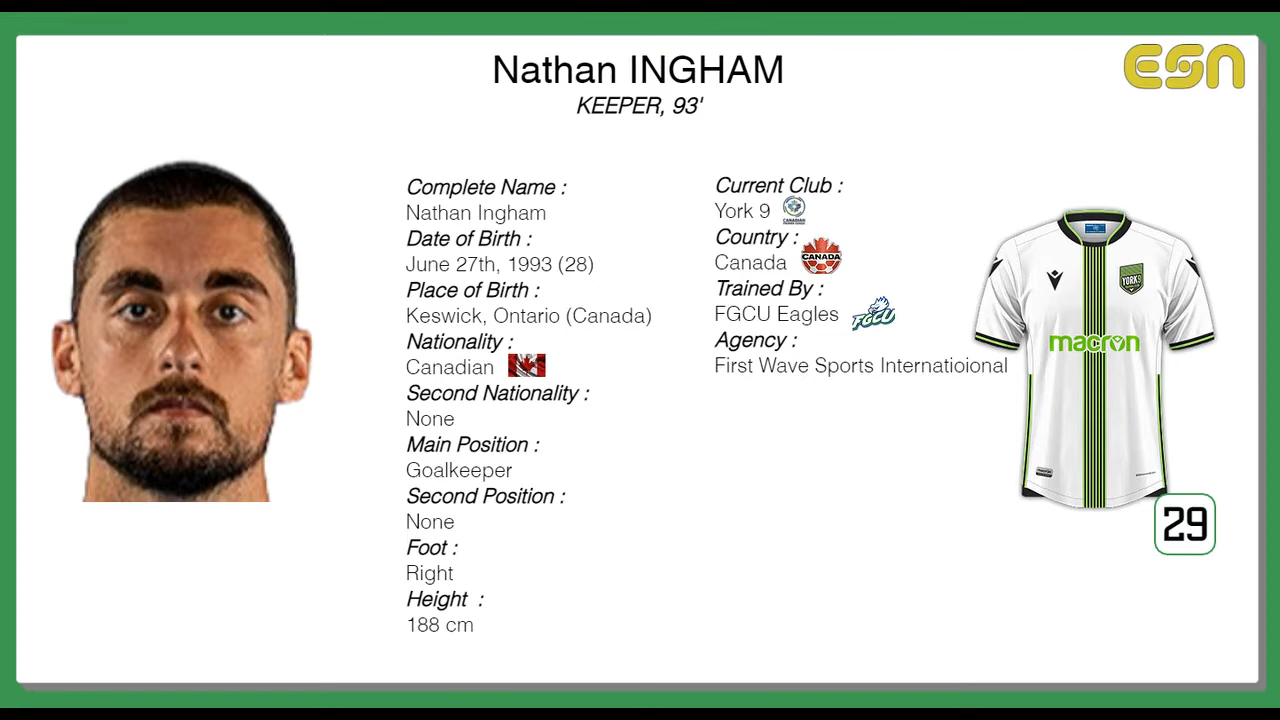 Nathan INGHAM
ESN
KEEPER, 93'
Complete Name :
Nathan Ingham
Date of Birth :
June 27th, 1993 (28)
Place of Birth :
Keswick, Ontario (Canada)
Nationality :
Canadian
Second Nationality :
None
Main Position :
Goalkeeper
Second Position :
None
Foot :
Right
Height :
188 cm
Current Club :
York 9
CANADIAN
Country :
Canada
CANADA
Trained By :
FGCU Eagles
FGCU
Agency :
First Wave Sports Internatioional
YORK9
macron
29